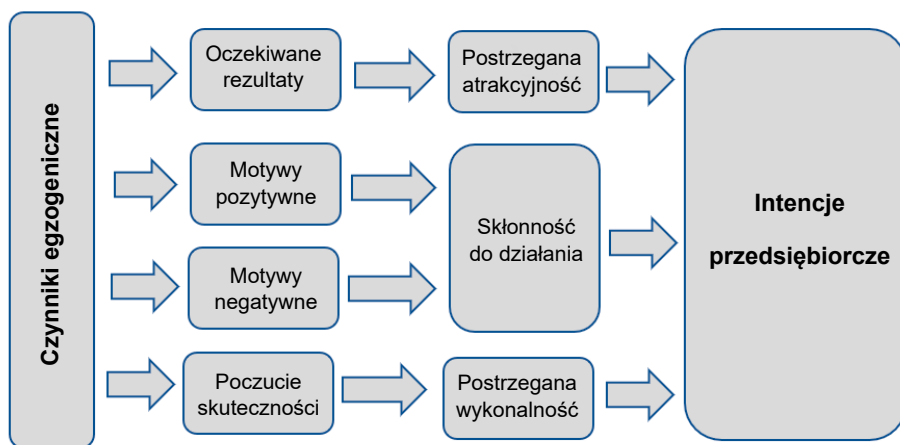 Czynniki egzogeniczne
Oczekiwane
rezultaty
Postrzegana
atrakcyjność
Motywy
pozytywne
Motywy
negatywne
Skłonność
do działania
Poczucie
skuteczności
Postrzegana
wykonalność
Intencje
przedsiębiorcze